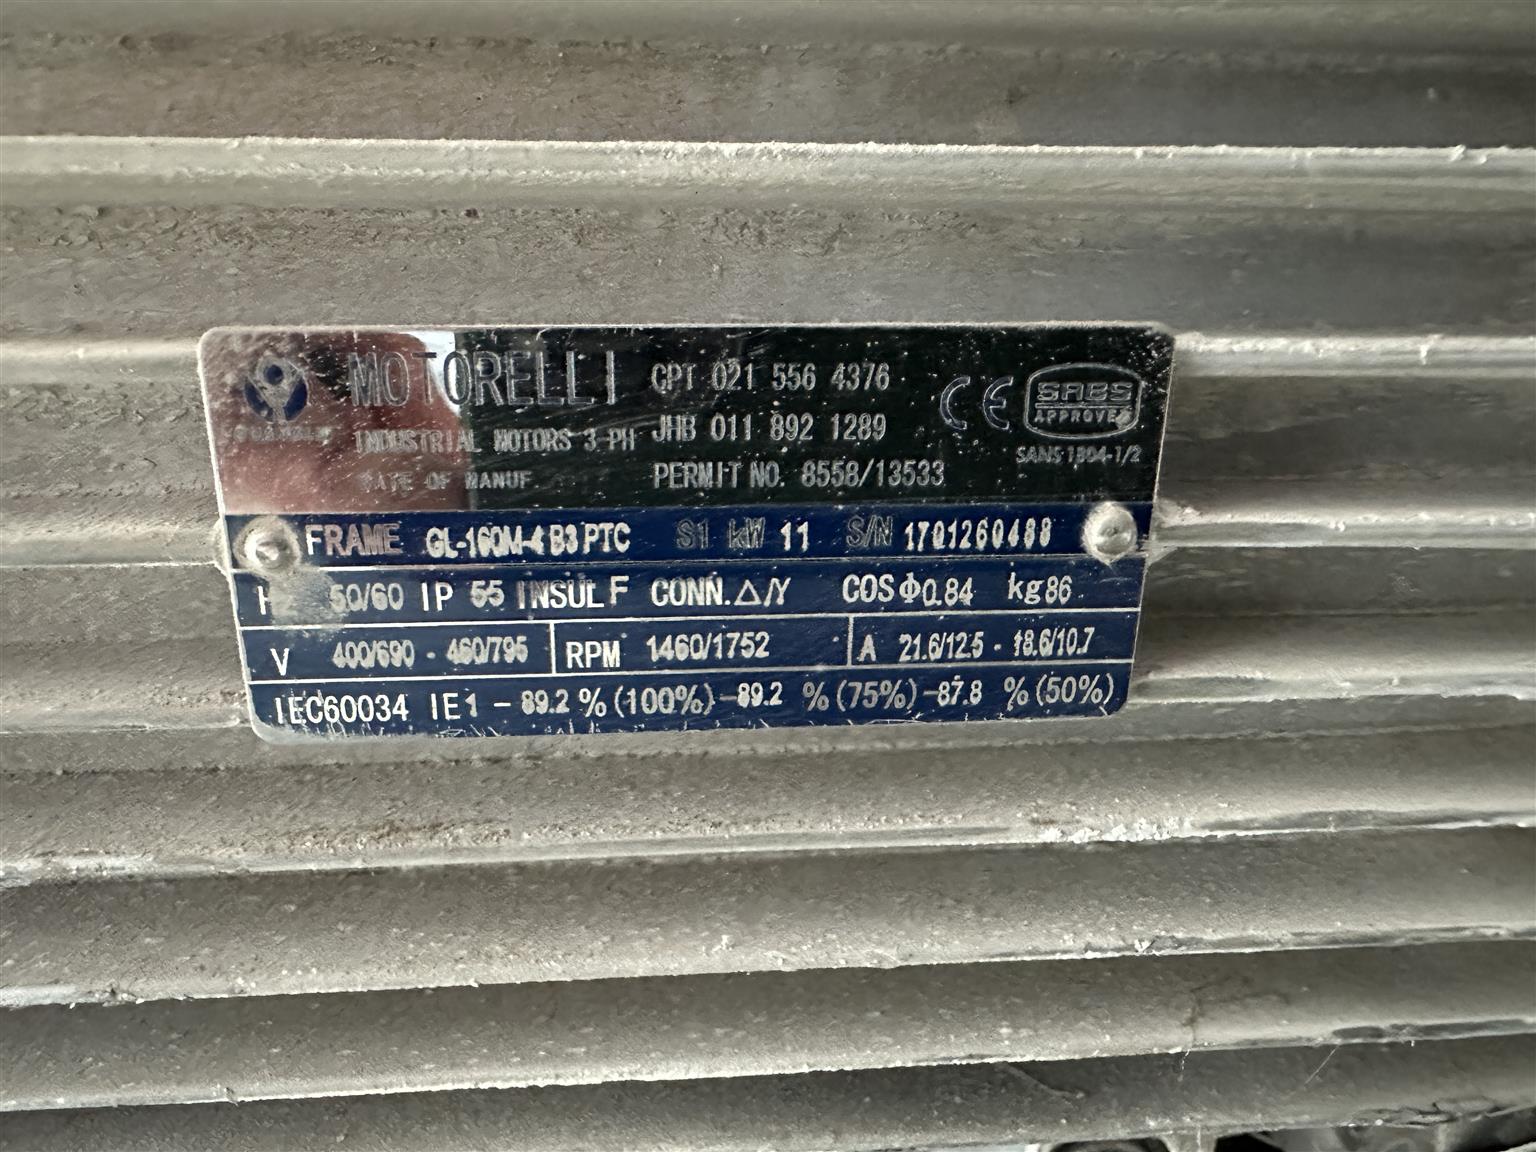 MOTORELLI CPT 021 556 4376 CE SABS APPROVED
INDUSTRIAL MOTORS 3-PH JHB 011 892 1289 SANS 1804-1/2
DATE OF MANUF. PERMIT NO. 8558/13533
FRAME GL-160M-4 B3 PTC S1 kW 11 S/N 17Q1260488
Hz 50/60 IP 55 INSUL F CONN. △/Y COS Φ 0.84 kg 86
V 400/690 - 460/795 RPM 1460/1752 A 21.6/12.5 - 18.6/10.7
IEC60034 IE1 - 89.2 % (100%) - 89.2 % (75%) - 87.8 % (50%)